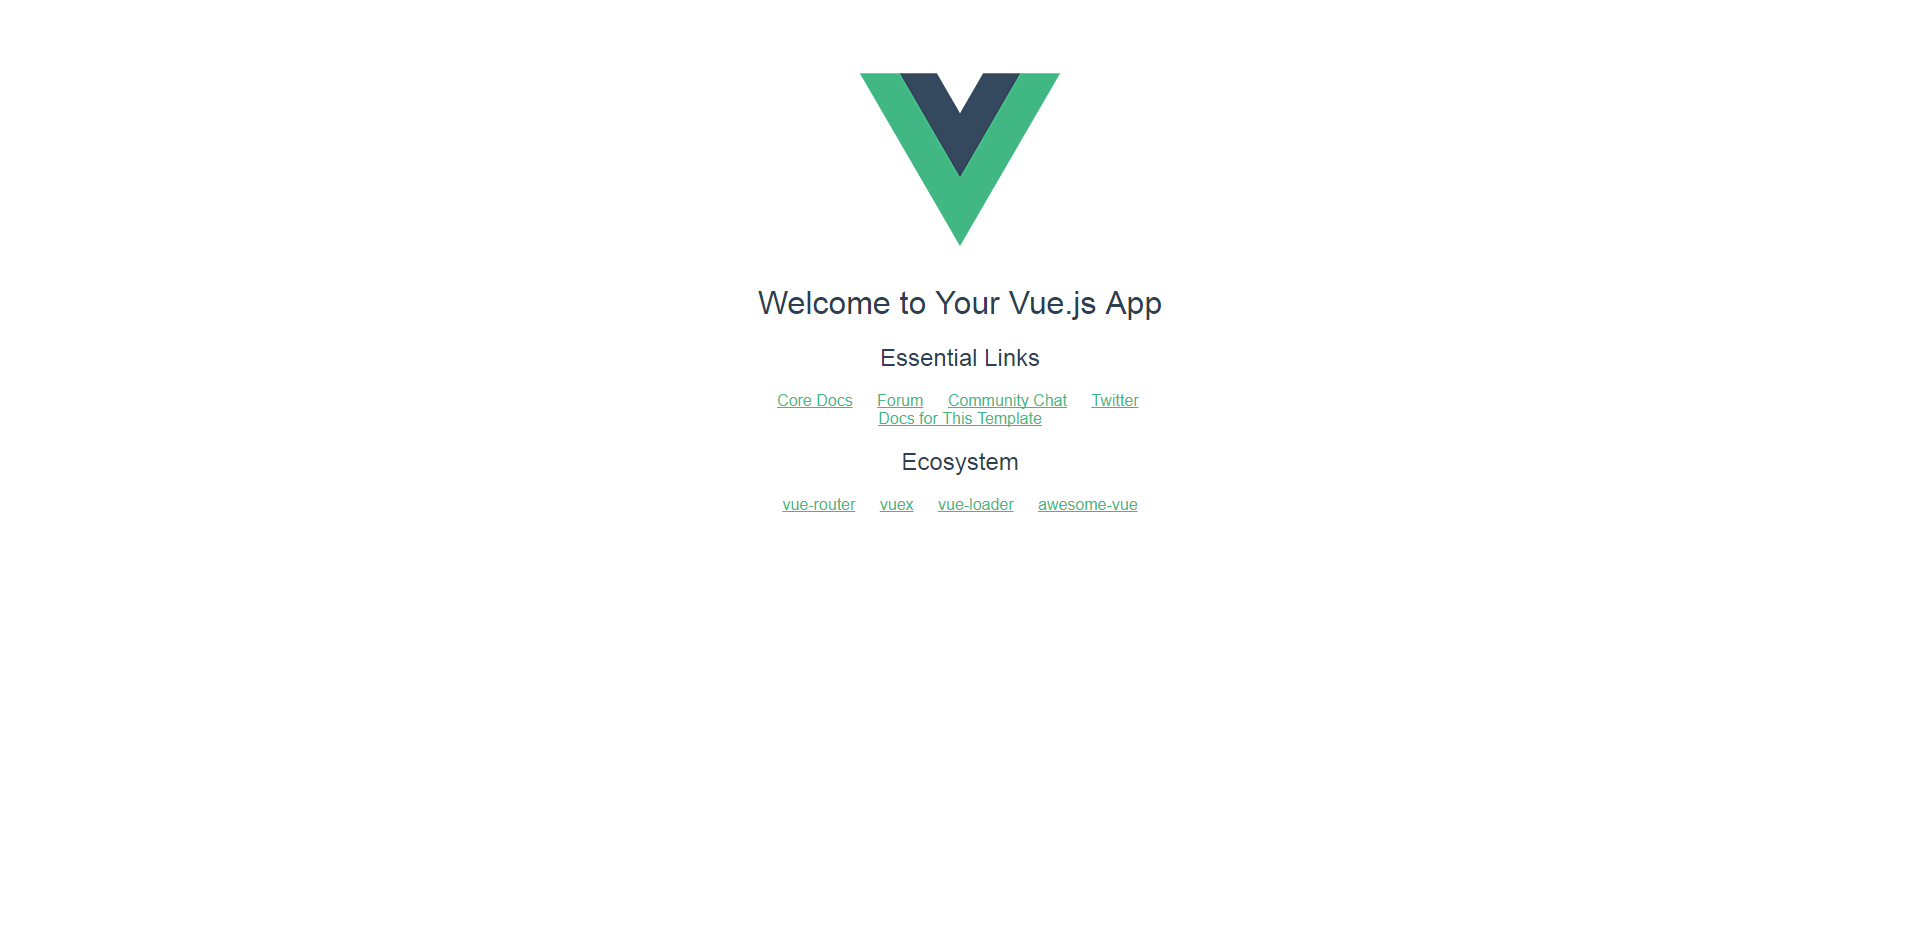 Welcome to Your Vue.js App
Essential Links
Core Docs Forum Community Chat Twitter
Docs for This Template
Ecosystem
vue-router vuex vue-loader awesome-vue